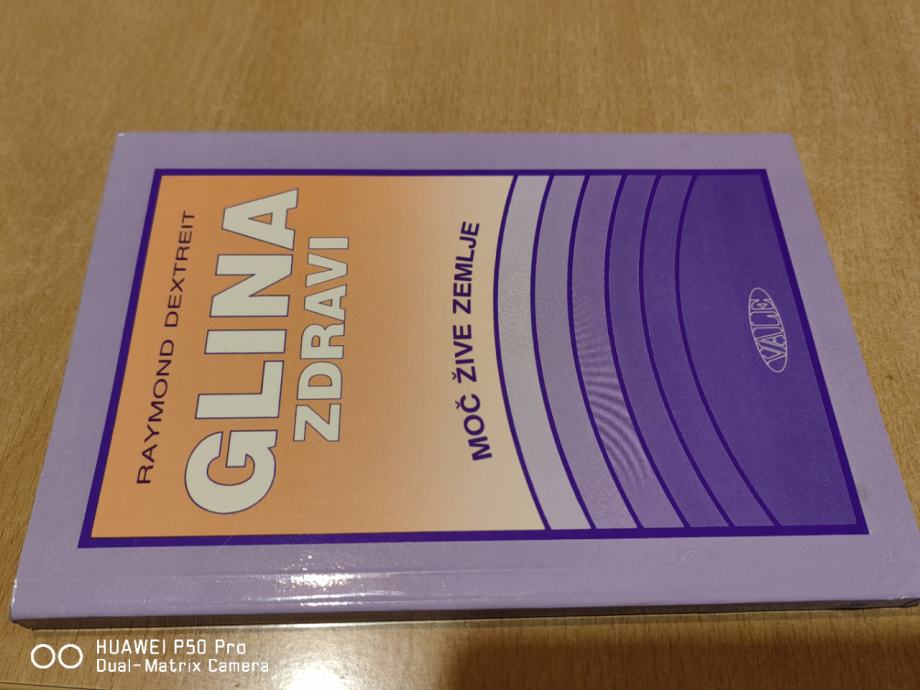 RAYMOND DEXTREIT
GLINA
ZDRAVI
MOČ ŽIVE ZEMLJE
VALE
HUAWEI P50 Pro
Dual-Matrix Camera